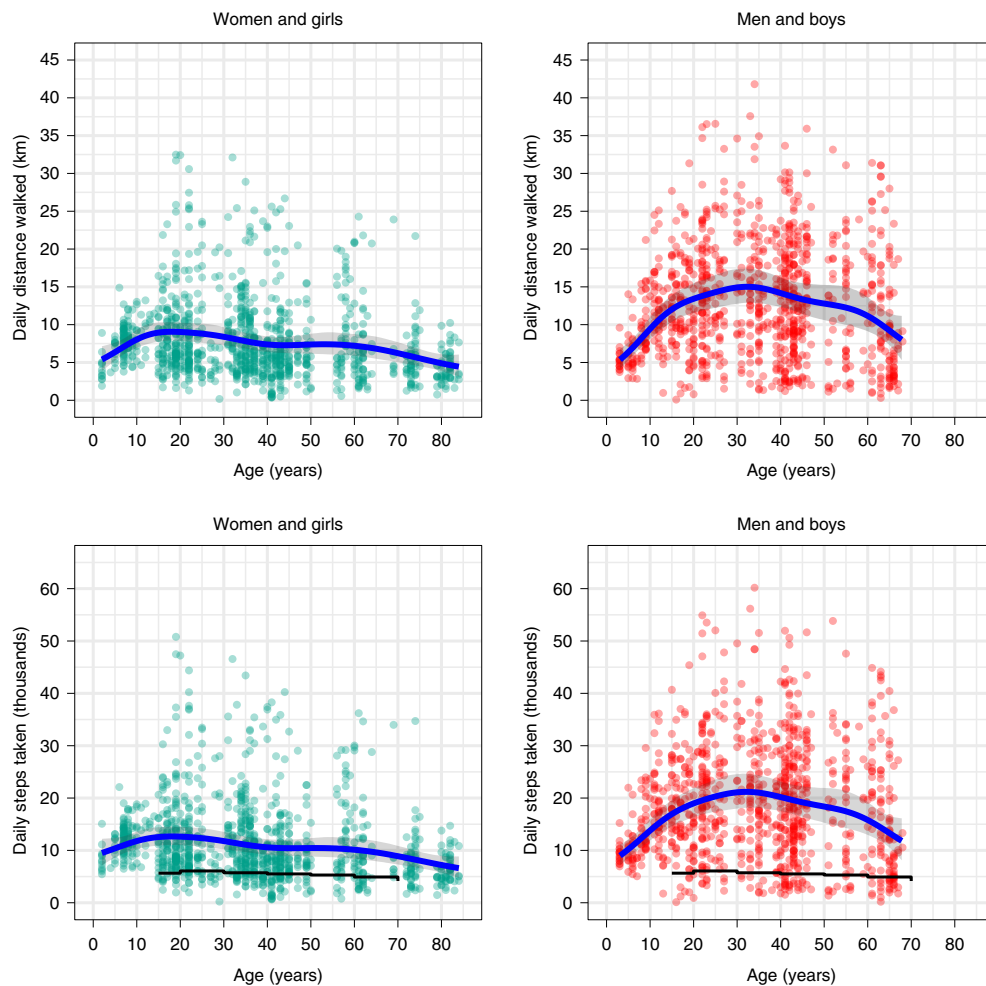 Women and girls
Men and boys
45
40
35
30
25
20
15
10
5
0
Daily distance walked (km)
0 10 20 30 40 50 60 70 80
Age (years)
45
40
35
30
25
20
15
10
5
0
Daily distance walked (km)
0 10 20 30 40 50 60 70 80
Age (years)
Women and girls
Men and boys
60
50
40
30
20
10
0
Daily steps taken (thousands)
0 10 20 30 40 50 60 70 80
Age (years)
60
50
40
30
20
10
0
Daily steps taken (thousands)
0 10 20 30 40 50 60 70 80
Age (years)